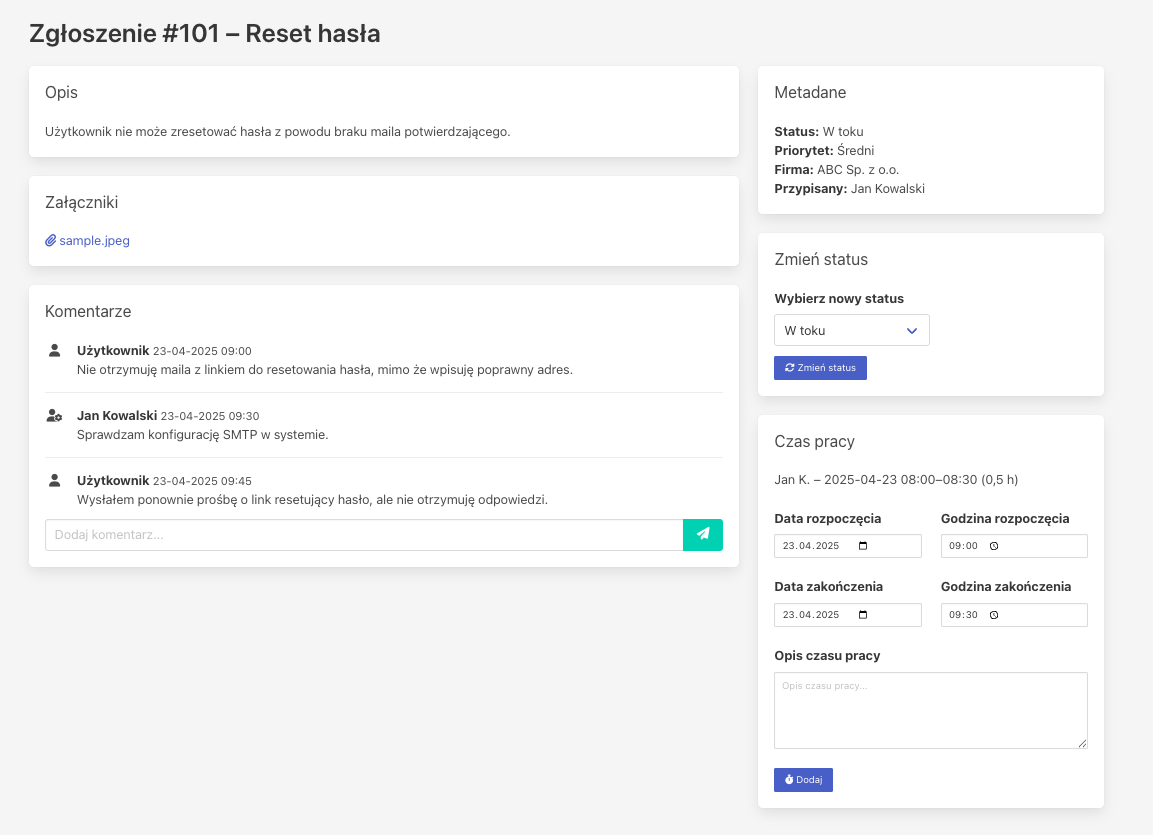 Zgłoszenie #101 – Reset hasła
Opis
Użytkownik nie może zresetować hasła z powodu braku maila potwierdzającego.
Załączniki
sample.jpeg
Komentarze
Użytkownik 23-04-2025 09:00
Nie otrzymuję maila z linkiem do resetowania hasła, mimo że wpisuję poprawny adres.
Jan Kowalski 23-04-2025 09:30
Sprawdzam konfigurację SMTP w systemie.
Użytkownik 23-04-2025 09:45
Wysłałem ponownie prośbę o link resetujący hasło, ale nie otrzymuję odpowiedzi.
Dodaj komentarz...
Metadane
Status: W toku
Priorytet: Średni
Firma: ABC Sp. z o.o.
Przypisany: Jan Kowalski
Zmień status
Wybierz nowy status
W toku
Zmień status
Czas pracy
Jan K. – 2025-04-23 08:00–08:30 (0,5 h)
Data rozpoczęcia Godzina rozpoczęcia
23.04.2025 09:00
Data zakończenia Godzina zakończenia
23.04.2025 09:30
Opis czasu pracy
Opis czasu pracy...
Dodaj